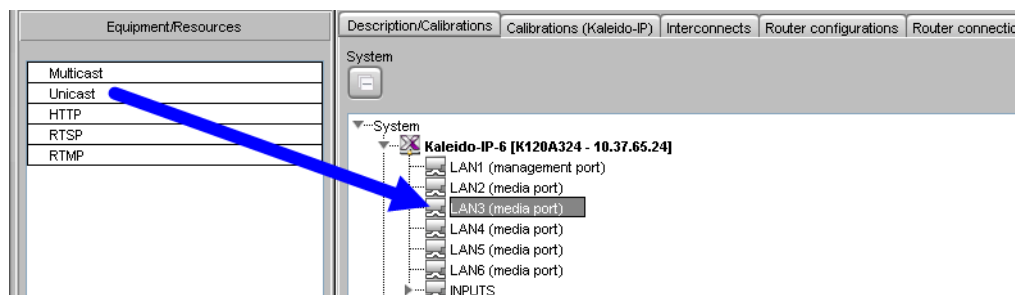 Equipment/Resources
Multicast
Unicast
HTTP
RTSP
RTMP
Description/Calibrations Calibrations (Kaleido-IP) Interconnects Router configurations Router connectio
System
System
Kaleido-IP-6 [K120A324 - 10.37.65.24]
LAN1 (management port)
LAN2 (media port)
LAN3 (media port)
LAN4 (media port)
LAN5 (media port)
LAN6 (media port)
INPUTS